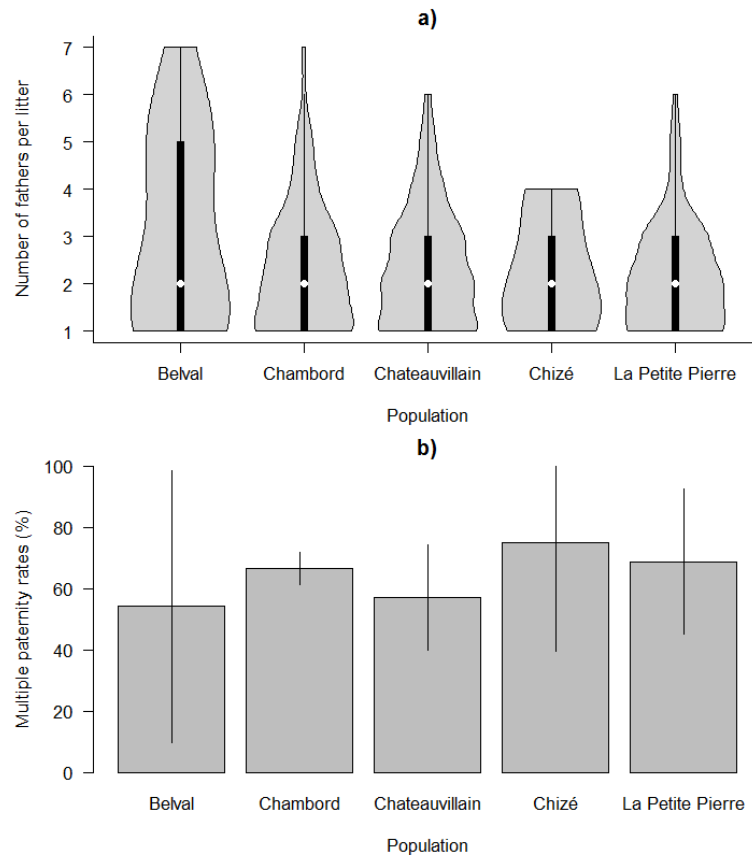 a)
Number of fathers per litter
7
6
5
4
3
2
1
Belval Chambord Chateauvillain Chizé La Petite Pierre
Population
b)
Multiple paternity rates (%)
100
80
60
40
20
0
Belval Chambord Chateauvillain Chizé La Petite Pierre
Population